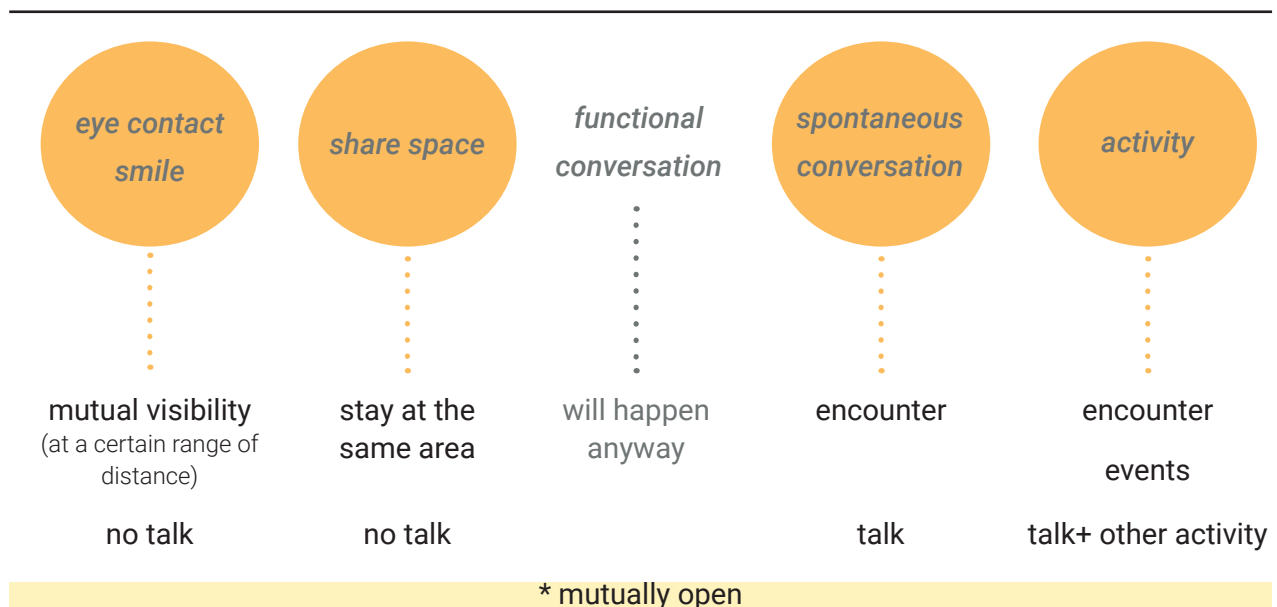 eye contact
smile
share space
functional
conversation
spontaneous
conversation
activity
mutual visibility
(at a certain range of
distance)
no talk
stay at the
same area
no talk
will happen
anyway
encounter
talk
encounter
events
talk+ other activity
* mutually open